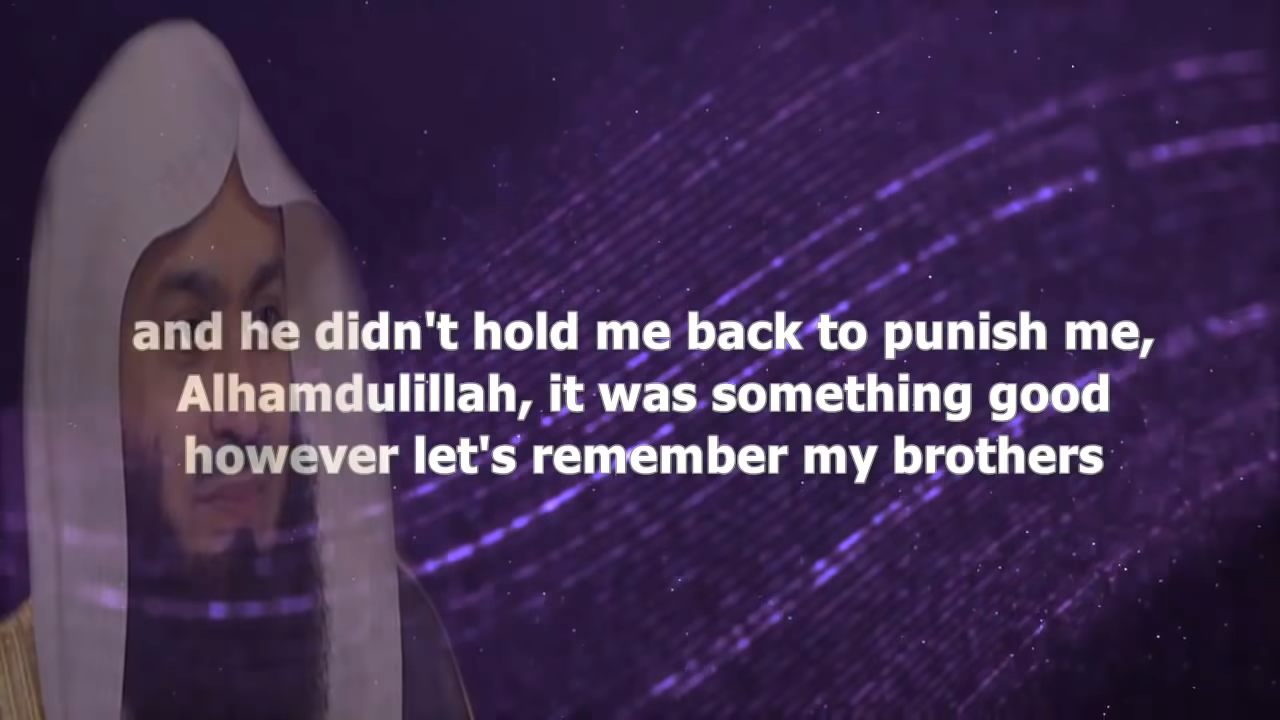 and he didn't hold me back to punish me,
Alhamdulillah, it was something good
however let's remember my brothers